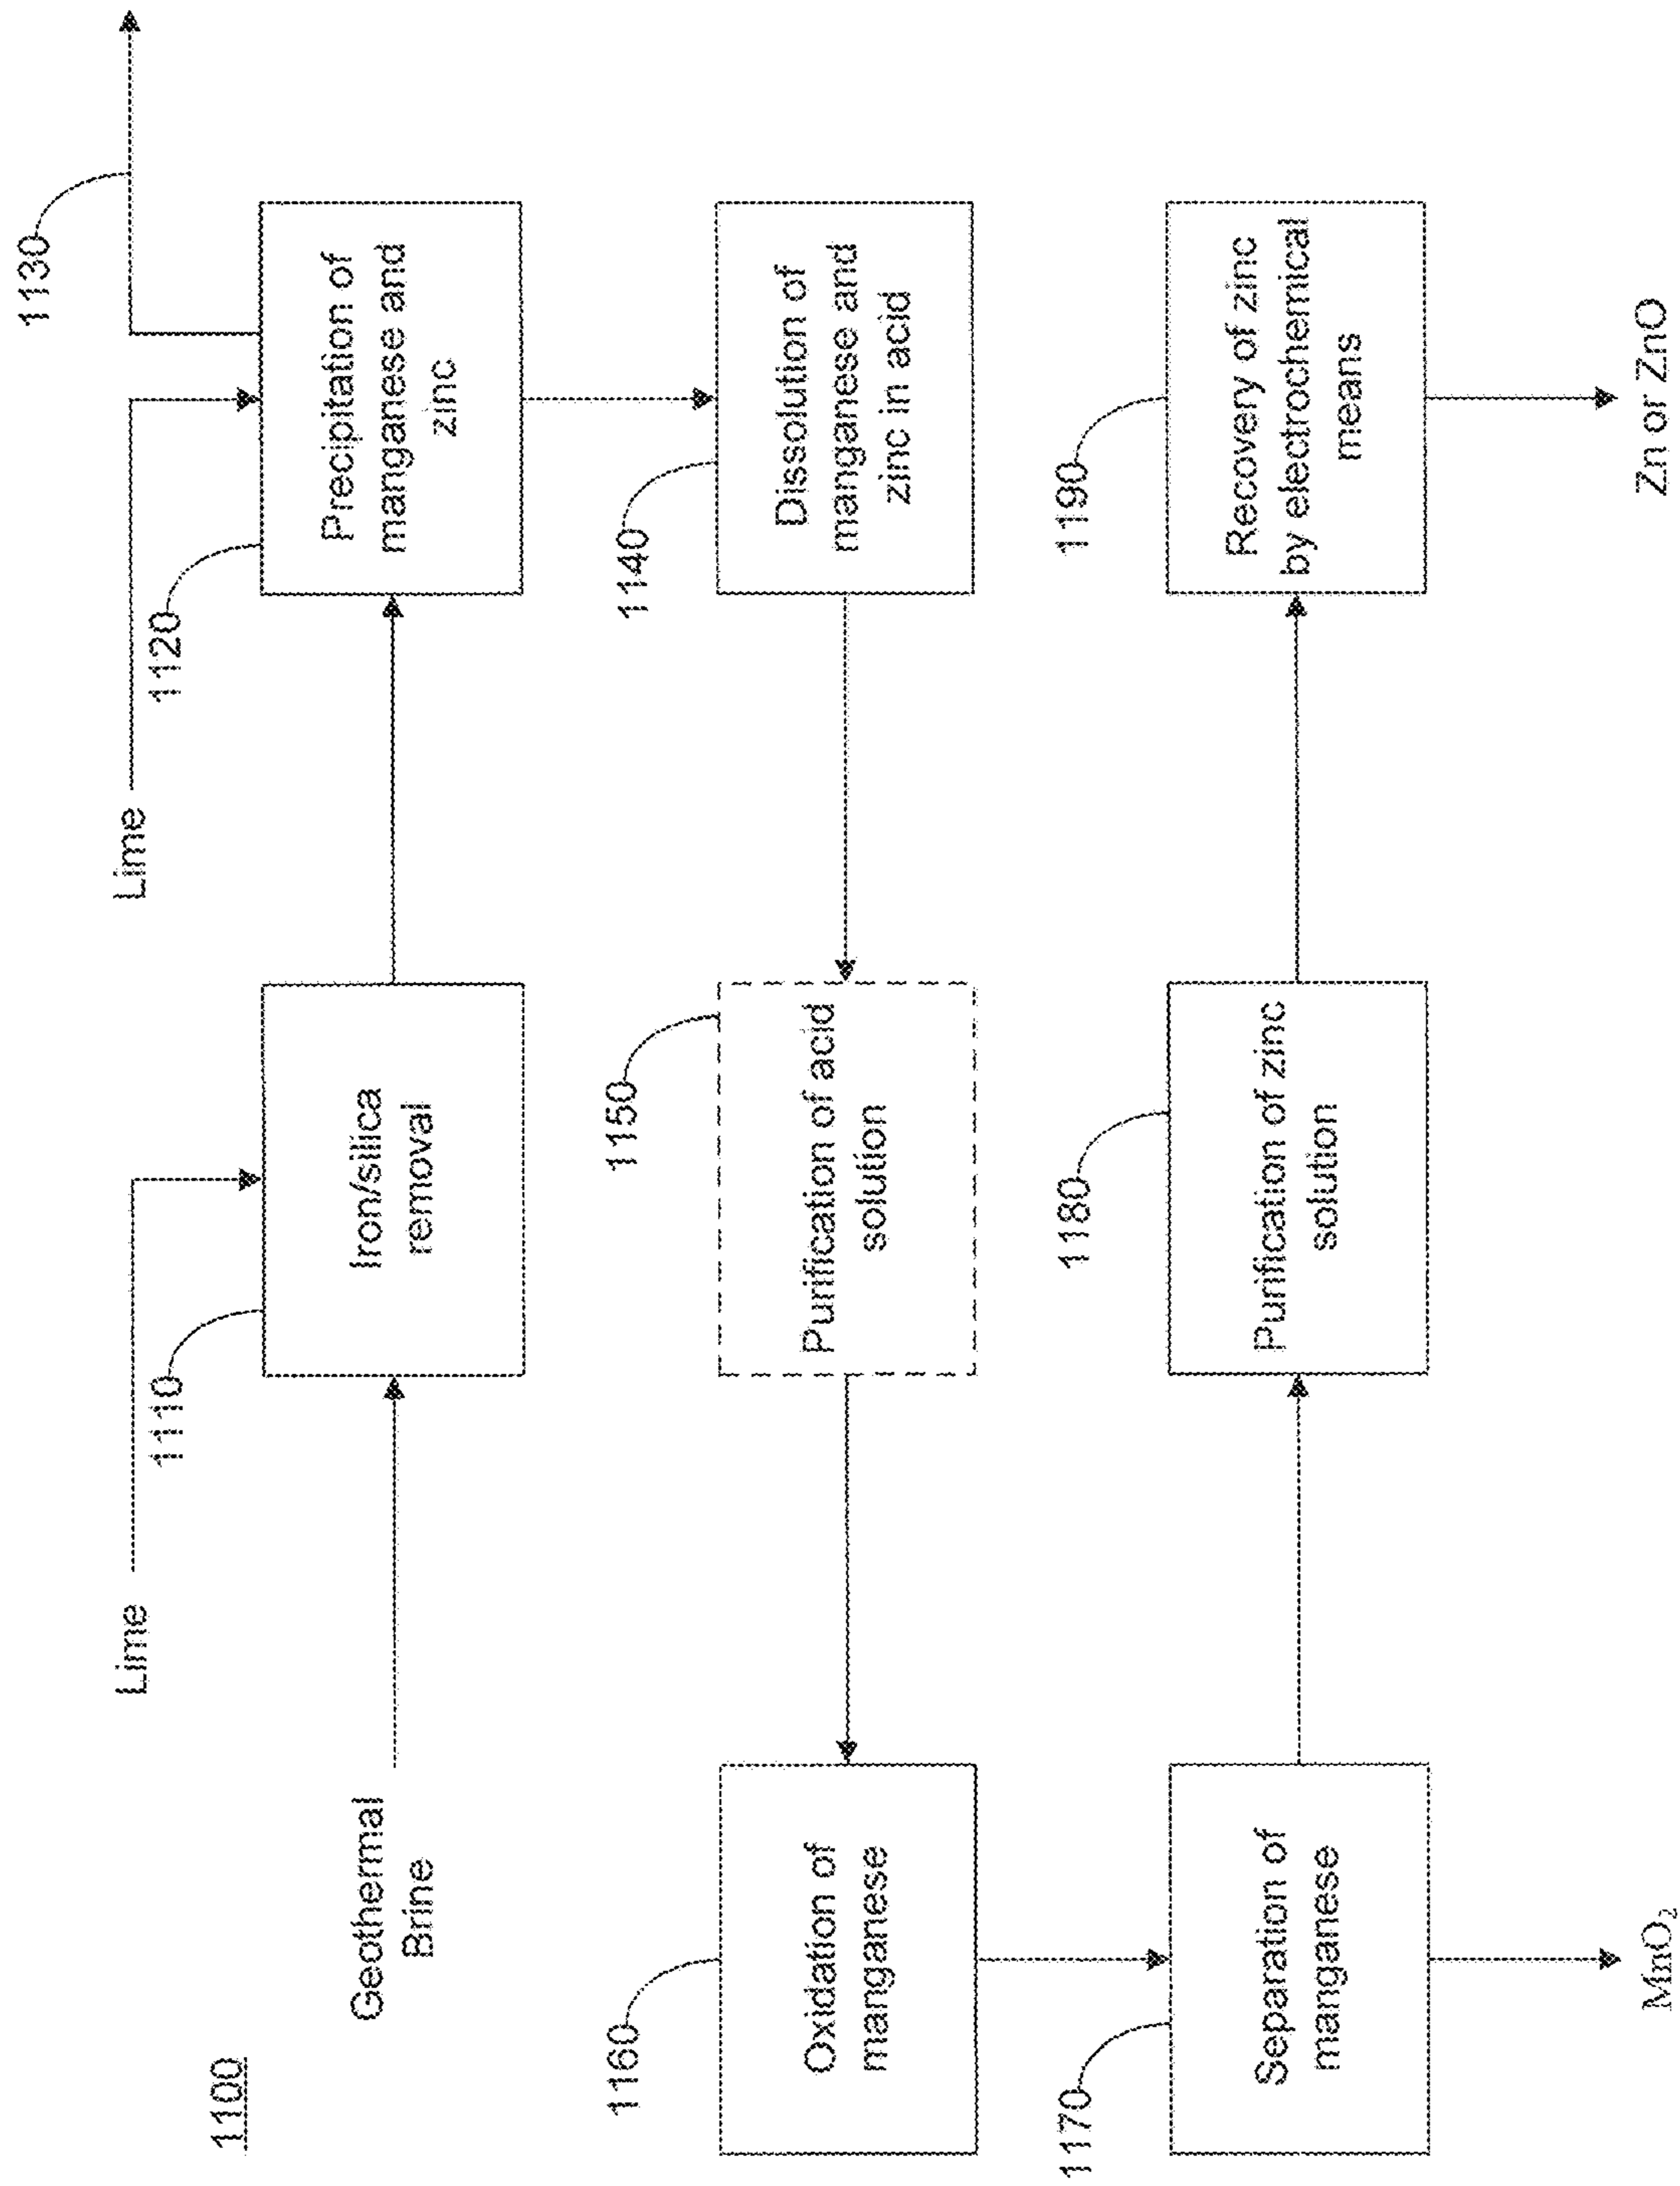 1100
Lime
Lime
1130
1110
1120
Geothermal
Brine
Iron/silica
removal
Precipitation of
manganese and
zinc
1160
1150
1140
Oxidation of
manganese
Purification of acid
solution
Dissolution of
manganese and
zinc in acid
1170
1180
1190
Separation of
manganese
Purification of zinc
solution
Recovery of zinc
by electrochemical
means
MnO₂
Zn or ZnO